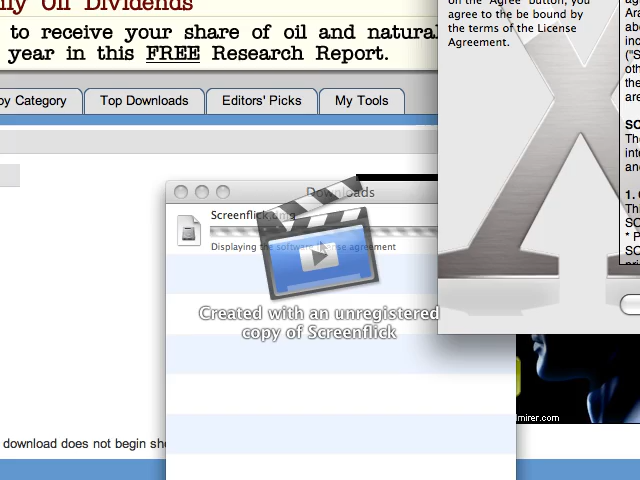 Oil Dividends
to receive your share of oil and natural
year in this FREE Research Report.
by Category
Top Downloads
Editors' Picks
My Tools
on the "Agree" button, you
agree to the be bound by
the terms of the License
Agreement.
Downloads
Screenflick.dmg
Displaying the software license agreement
Created with an unregistered
copy of Screenflick
download does not begin
mirer.com